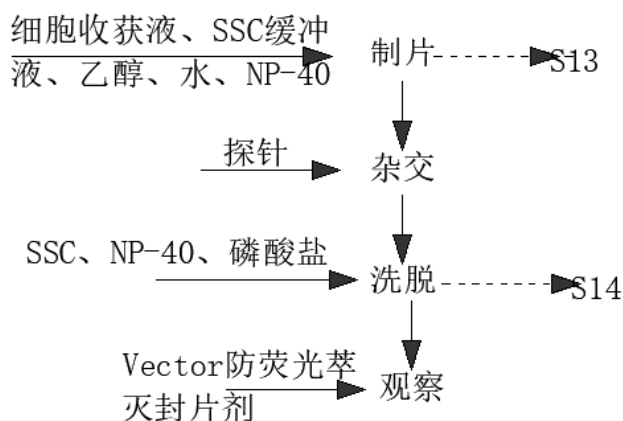 细胞收获液、SSC缓冲
液、乙醇、水、NP-40
制片
S13
探针
杂交
SSC、NP-40、磷酸盐
洗脱
S14
Vector防荧光萃
灭封片剂
观察